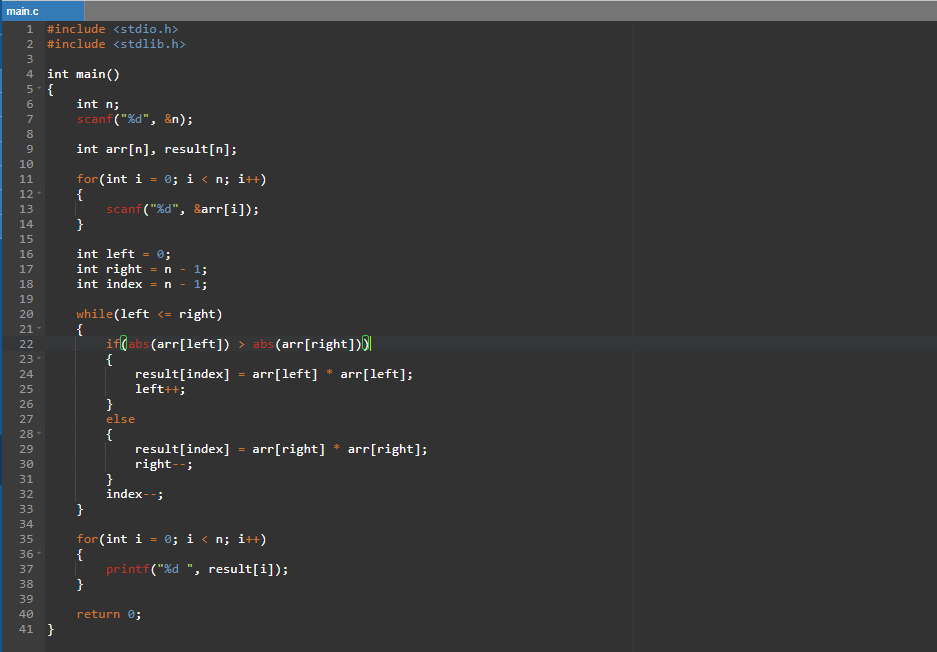 main.c
1 #include <stdio.h>
2 #include <stdlib.h>
3
4 int main()
5 {
6     int n;
7     scanf("%d", &n);
8
9     int arr[n], result[n];
10
11     for(int i = 0; i < n; i++)
12     {
13         scanf("%d", &arr[i]);
14     }
15
16     int left = 0;
17     int right = n - 1;
18     int index = n - 1;
19
20     while(left <= right)
21     {
22         if(abs(arr[left]) > abs(arr[right]))
23         {
24             result[index] = arr[left] * arr[left];
25             left++;
26         }
27         else
28         {
29             result[index] = arr[right] * arr[right];
30             right--;
31         }
32         index--;
33     }
34
35     for(int i = 0; i < n; i++)
36     {
37         printf("%d ", result[i]);
38     }
39
40     return 0;
41 }